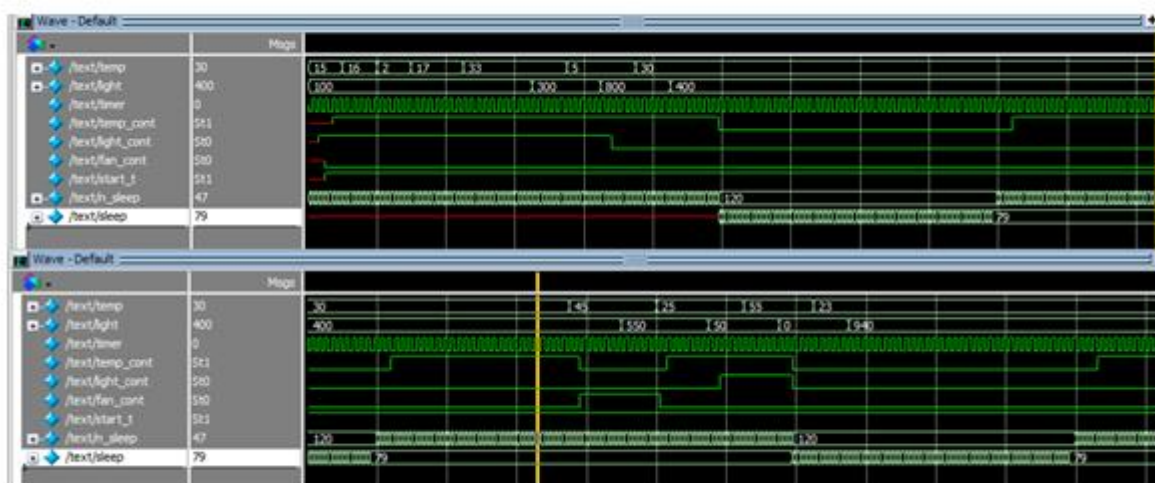 Wave - Default
Msgs
/text/temp 30 15 16 2 17 33 5 30
/text/light 400 100 300 800 400
/text/timer 0
/text/temp_cont St1
/text/light_cont St0
/text/fan_cont St0
/text/start_t St1
/text/n_sleep 47 120
/text/sleep 79 79
Wave - Default
Msgs
/text/temp 30 30 45 25 55 23
/text/light 400 400 550 50 0 940
/text/timer 0
/text/temp_cont St1
/text/light_cont St0
/text/fan_cont St0
/text/start_t St1
/text/n_sleep 47 120 120
/text/sleep 79 79 79